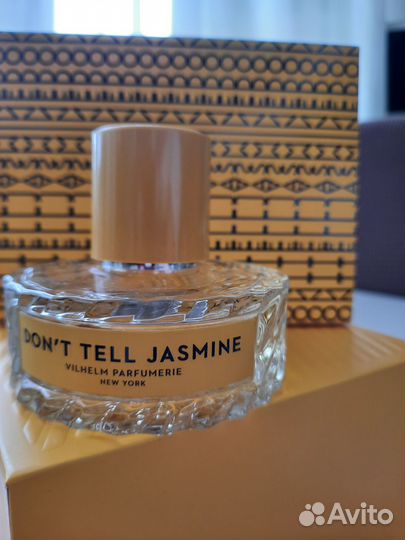 DON'T TELL JASMINE
VILHELM PARFUMERIE
NEW YORK
Avito